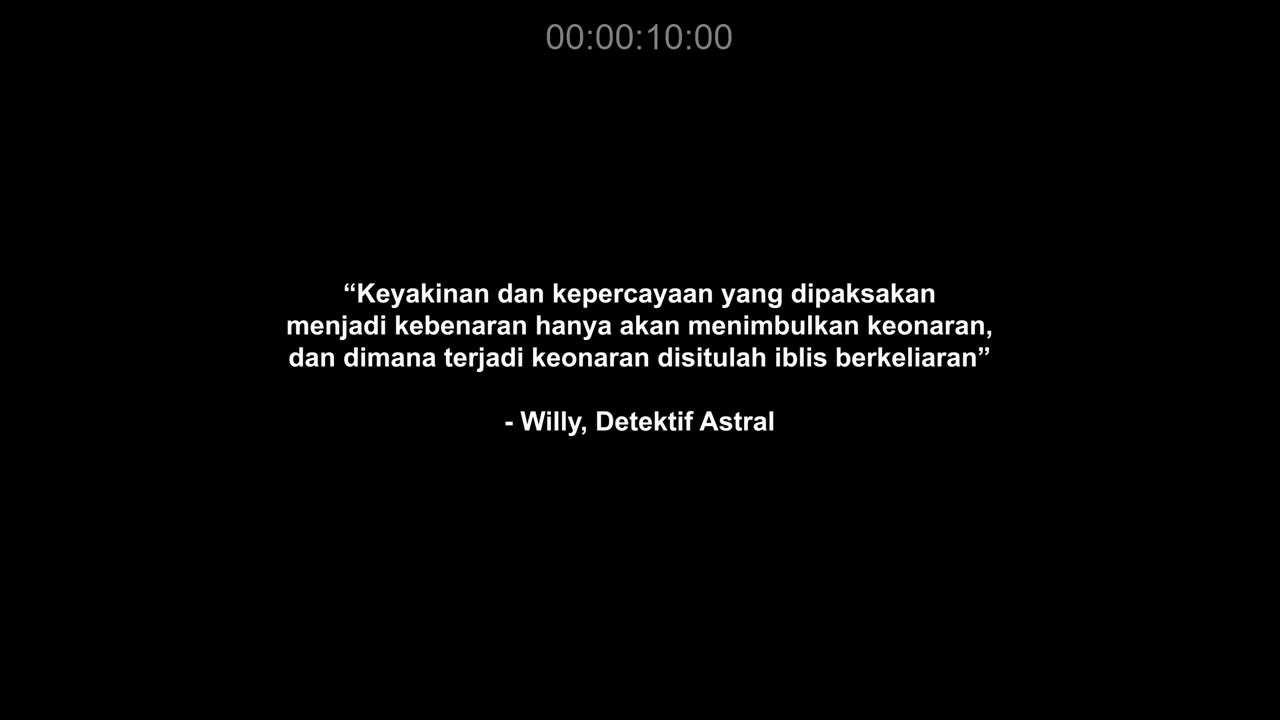 00:00:10:00
“Keyakinan dan kepercayaan yang dipaksakan
menjadi kebenaran hanya akan menimbulkan keonaran,
dan dimana terjadi keonaran disitulah iblis berkeliaran”
- Willy, Detektif Astral